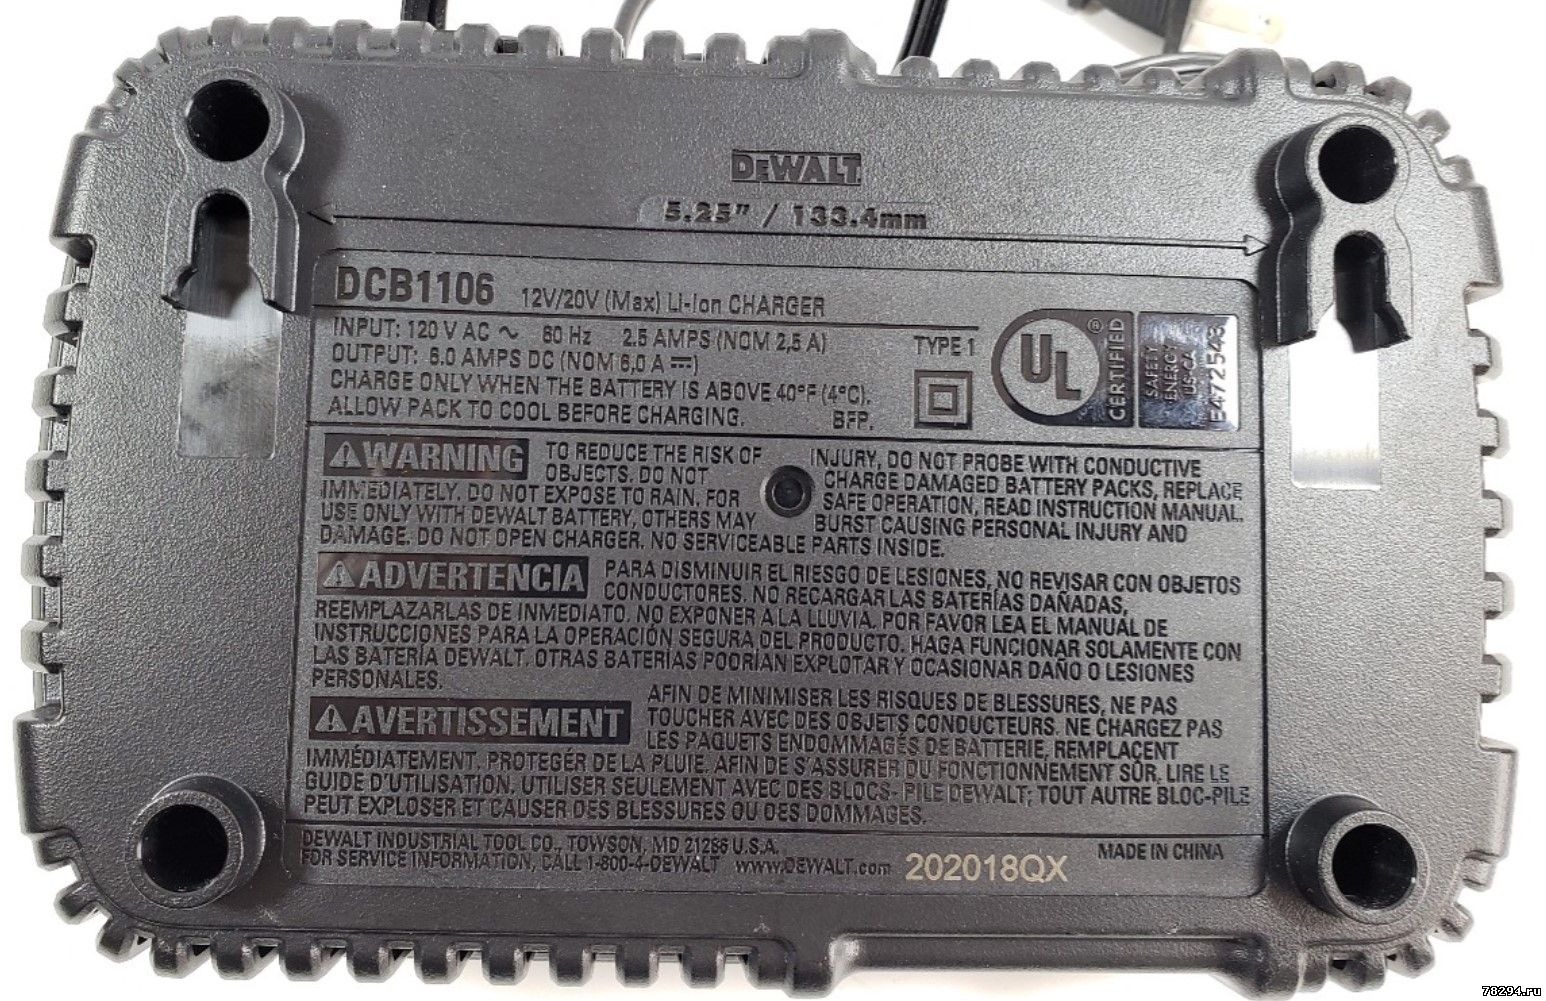 DEWALT
5.25" / 133.4mm
DCB1106 12V/20V (Max) Li-Ion CHARGER
INPUT: 120 V AC ~ 60 Hz 2.5 AMPS (NOM 2,5 A)
OUTPUT: 6.0 AMPS DC (NOM 6,0 A ⎓)
CHARGE ONLY WHEN THE BATTERY IS ABOVE 40°F (4°C).
ALLOW PACK TO COOL BEFORE CHARGING. BFP.
TYPE 1
UL ® CERTIFIED
SAFETY
ENERGY
US-CA
E472543
⚠WARNING TO REDUCE THE RISK OF INJURY, DO NOT PROBE WITH CONDUCTIVE
OBJECTS. DO NOT CHARGE DAMAGED BATTERY PACKS, REPLACE
IMMEDIATELY. DO NOT EXPOSE TO RAIN. FOR SAFE OPERATION, READ INSTRUCTION MANUAL.
USE ONLY WITH DEWALT BATTERY, OTHERS MAY BURST CAUSING PERSONAL INJURY AND
DAMAGE. DO NOT OPEN CHARGER. NO SERVICEABLE PARTS INSIDE.
⚠ADVERTENCIA PARA DISMINUIR EL RIESGO DE LESIONES, NO REVISAR CON OBJETOS
CONDUCTORES. NO RECARGAR LAS BATERÍAS DAÑADAS,
REEMPLAZARLAS DE INMEDIATO. NO EXPONER A LA LLUVIA. POR FAVOR LEA EL MANUAL DE
INSTRUCCIONES PARA LA OPERACIÓN SEGURA DEL PRODUCTO. HAGA FUNCIONAR SOLAMENTE CON
LAS BATERÍA DEWALT. OTRAS BATERÍAS PODRÍAN EXPLOTAR Y OCASIONAR DAÑO O LESIONES
PERSONALES.
⚠AVERTISSEMENT AFIN DE MINIMISER LES RISQUES DE BLESSURES, NE PAS
TOUCHER AVEC DES OBJETS CONDUCTEURS. NE CHARGEZ PAS
LES PAQUETS ENDOMMAGÉS DE BATTERIE, REMPLACENT
IMMÉDIATEMENT. PROTÉGER DE LA PLUIE. AFIN DE S'ASSURER DU FONCTIONNEMENT SÛR, LIRE LE
GUIDE D'UTILISATION. UTILISER SEULEMENT AVEC DES BLOCS- PILE DEWALT; TOUT AUTRE BLOC-PILE
PEUT EXPLOSER ET CAUSER DES BLESSURES OU DES DOMMAGES.
DEWALT INDUSTRIAL TOOL CO., TOWSON, MD 21286 U.S.A.
FOR SERVICE INFORMATION, CALL 1-800-4-DEWALT www.DEWALT.com 202018QX MADE IN CHINA
78294.ru